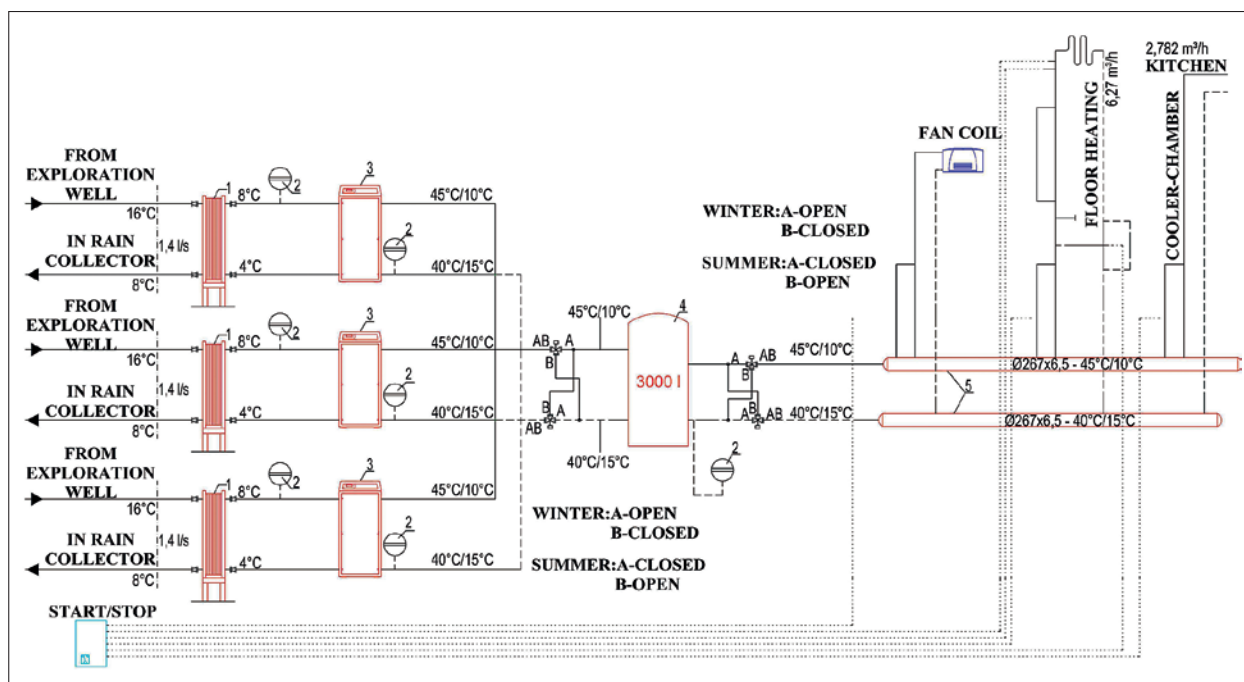 2,782 m³/h
KITCHEN
6,27 m³/h
FLOOR HEATING
COOLER-CHAMBER
FAN COIL
FROM
EXPLORATION
WELL
16°C
1
8°C
2
3
45°C/10°C
IN RAIN
COLLECTOR
8°C
1,4 l/s
4°C
2
40°C/15°C
WINTER:A-OPEN
B-CLOSED
SUMMER:A-CLOSED
B-OPEN
FROM
EXPLORATION
WELL
16°C
1
8°C
2
3
45°C/10°C
IN RAIN
COLLECTOR
8°C
1,4 l/s
4°C
2
40°C/15°C
AB A
B
B
A
AB
45°C/10°C
40°C/15°C
4
3000 l
A AB
B
B
A AB
45°C/10°C
40°C/15°C
2
Ø267x6,5 - 45°C/10°C
5
Ø267x6,5 - 40°C/15°C
FROM
EXPLORATION
WELL
16°C
1
8°C
2
3
45°C/10°C
IN RAIN
COLLECTOR
8°C
1,4 l/s
4°C
2
40°C/15°C
WINTER:A-OPEN
B-CLOSED
SUMMER:A-CLOSED
B-OPEN
START/STOP